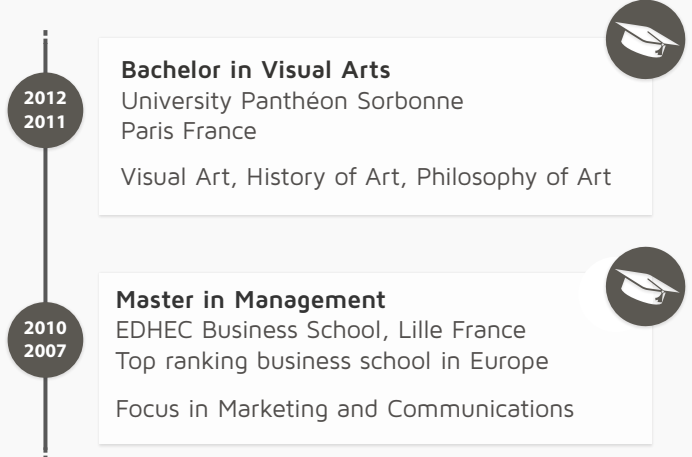 2012
2011
Bachelor in Visual Arts
University Panthéon Sorbonne
Paris France
Visual Art, History of Art, Philosophy of Art
2010
2007
Master in Management
EDHEC Business School, Lille France
Top ranking business school in Europe
Focus in Marketing and Communications